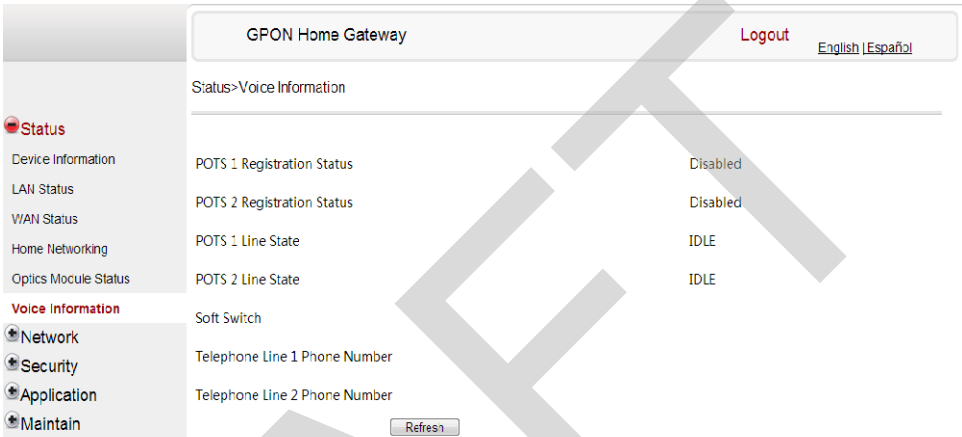 GPON Home Gateway
Logout
English | Español
Status>Voice Information
Status
Device Information
LAN Status
WAN Status
Home Networking
Optics Module Status
Voice Information
Network
Security
Application
Maintain
POTS 1 Registration Status Disabled
POTS 2 Registration Status Disabled
POTS 1 Line State IDLE
POTS 2 Line State IDLE
Soft Switch
Telephone Line 1 Phone Number
Telephone Line 2 Phone Number
Refresh